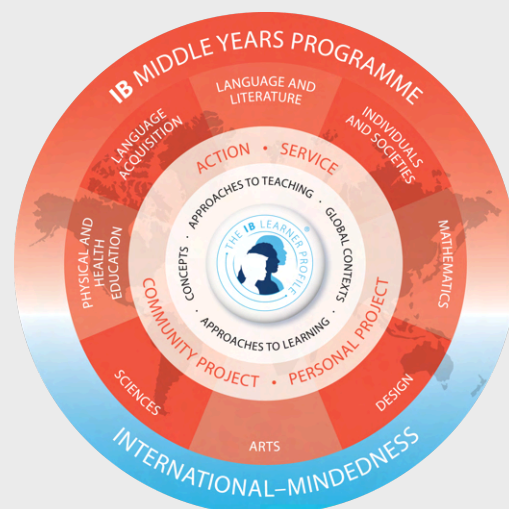 IB MIDDLE YEARS PROGRAMME
LANGUAGE AND
LITERATURE
LANGUAGE
ACQUISITION
INDIVIDUALS
AND SOCIETIES
PHYSICAL AND
HEALTH
EDUCATION
MATHEMATICS
SCIENCES
DESIGN
ARTS
ACTION • SERVICE
COMMUNITY PROJECT • PERSONAL PROJECT
APPROACHES TO TEACHING · GLOBAL CONTEXTS · APPROACHES TO LEARNING · CONCEPTS ·
THE IB LEARNER PROFILE ®
INTERNATIONAL–MINDEDNESS